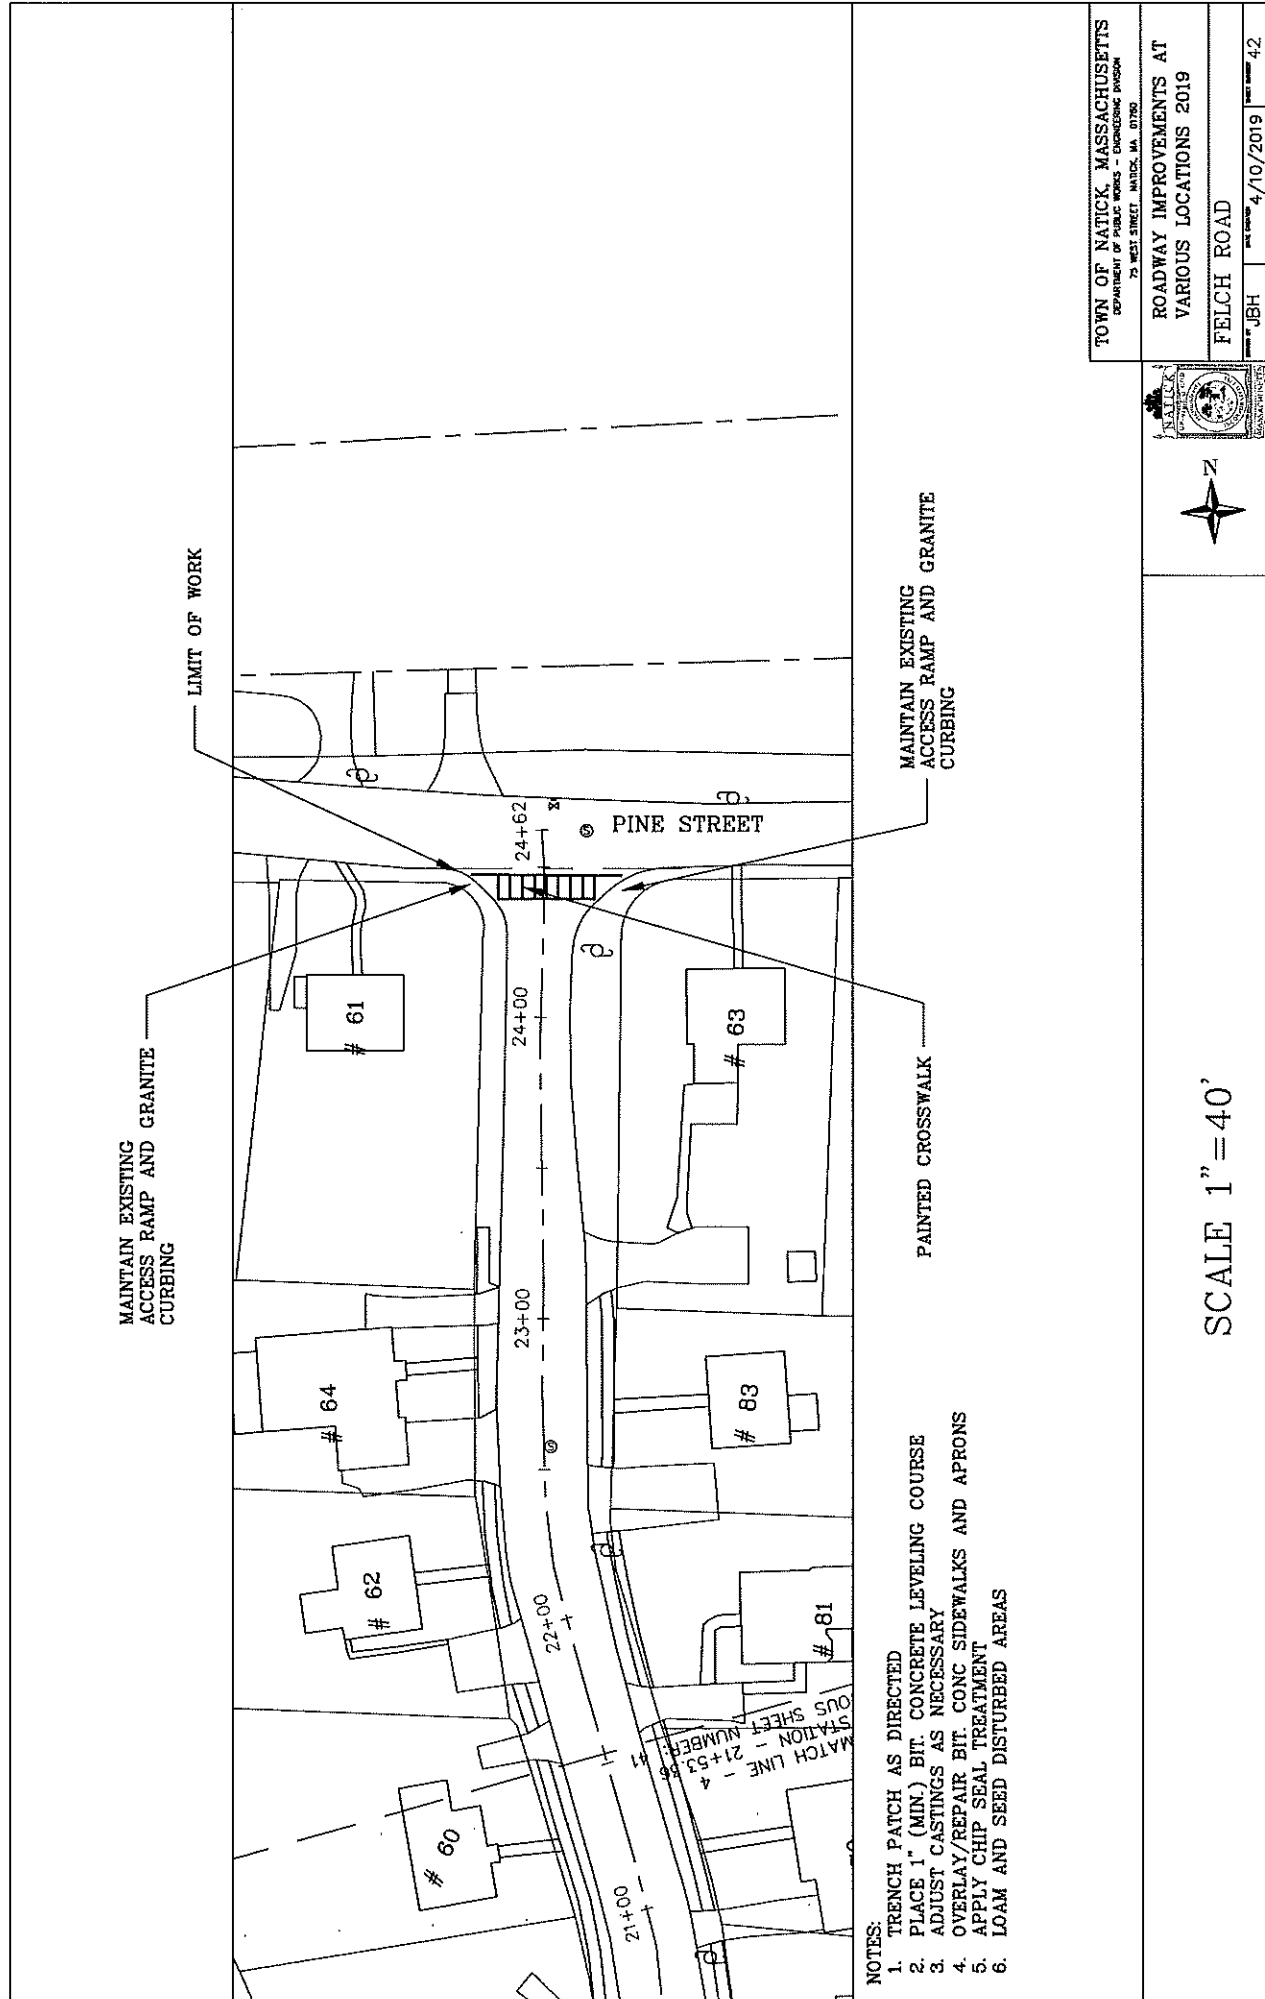 MAINTAIN EXISTING
ACCESS RAMP AND GRANITE
CURBING
LIMIT OF WORK
# 60
# 62
# 64
# 61
21+00
22+00
23+00
24+00
24+62
PINE STREET
MATCH LINE - 4
STATION - 21+53.36
OUS SHEET NUMBER: 41
# 81
# 83
# 63
PAINTED CROSSWALK
MAINTAIN EXISTING
ACCESS RAMP AND GRANITE
CURBING
NOTES:
1. TRENCH PATCH AS DIRECTED
2. PLACE 1" (MIN.) BIT. CONCRETE LEVELING COURSE
3. ADJUST CASTINGS AS NECESSARY
4. OVERLAY/REPAIR BIT. CONC SIDEWALKS AND APRONS
5. APPLY CHIP SEAL TREATMENT
6. LOAM AND SEED DISTURBED AREAS
SCALE 1"=40'
N
NATICK
MASSACHUSETTS
TOWN OF NATICK, MASSACHUSETTS
DEPARTMENT OF PUBLIC WORKS - ENGINEERING DIVISION
75 WEST STREET NATICK, MA 01760
ROADWAY IMPROVEMENTS AT
VARIOUS LOCATIONS 2019
FELCH ROAD
JBH
4/10/2019
42